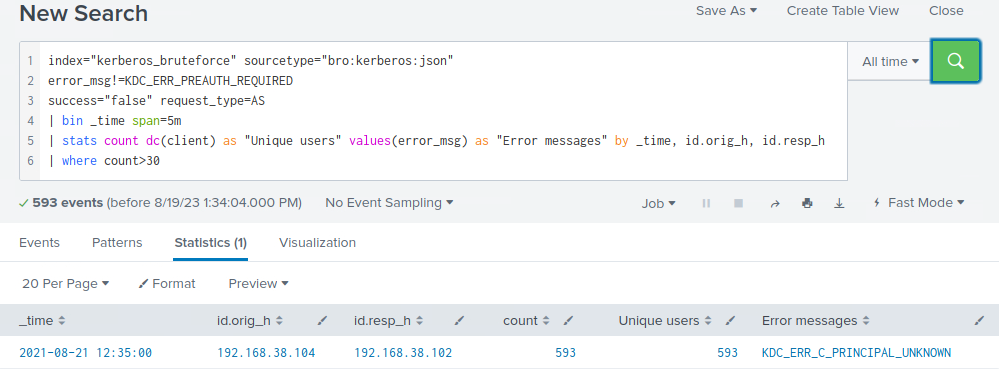 New Search
Save As ▾ Create Table View Close
1 index="kerberos_bruteforce" sourcetype="bro:kerberos:json"
2 error_msg!=KDC_ERR_PREAUTH_REQUIRED
3 success="false" request_type=AS
4 | bin _time span=5m
5 | stats count dc(client) as "Unique users" values(error_msg) as "Error messages" by _time, id.orig_h, id.resp_h
6 | where count>30
All time ▾
✓ 593 events (before 8/19/23 1:34:04.000 PM) No Event Sampling ▾ Job ▾ Fast Mode ▾
Events Patterns Statistics (1) Visualization
20 Per Page ▾ Format Preview ▾
_time id.orig_h id.resp_h count Unique users Error messages
2021-08-21 12:35:00 192.168.38.104 192.168.38.102 593 593 KDC_ERR_C_PRINCIPAL_UNKNOWN